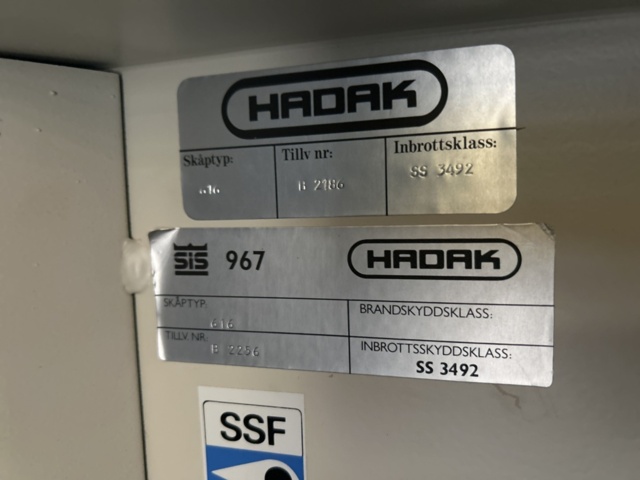 HADAK
Skåptyp: Tillv nr: Inbrottsklass:
616 B 2186 SS 3492
SIS 967 HADAK
SKÅPTYP. BRANDSKYDDSKLASS:
616
TILLV. NR. INBROTTSSKYDDSKLASS:
B 2256 SS 3492
SSF